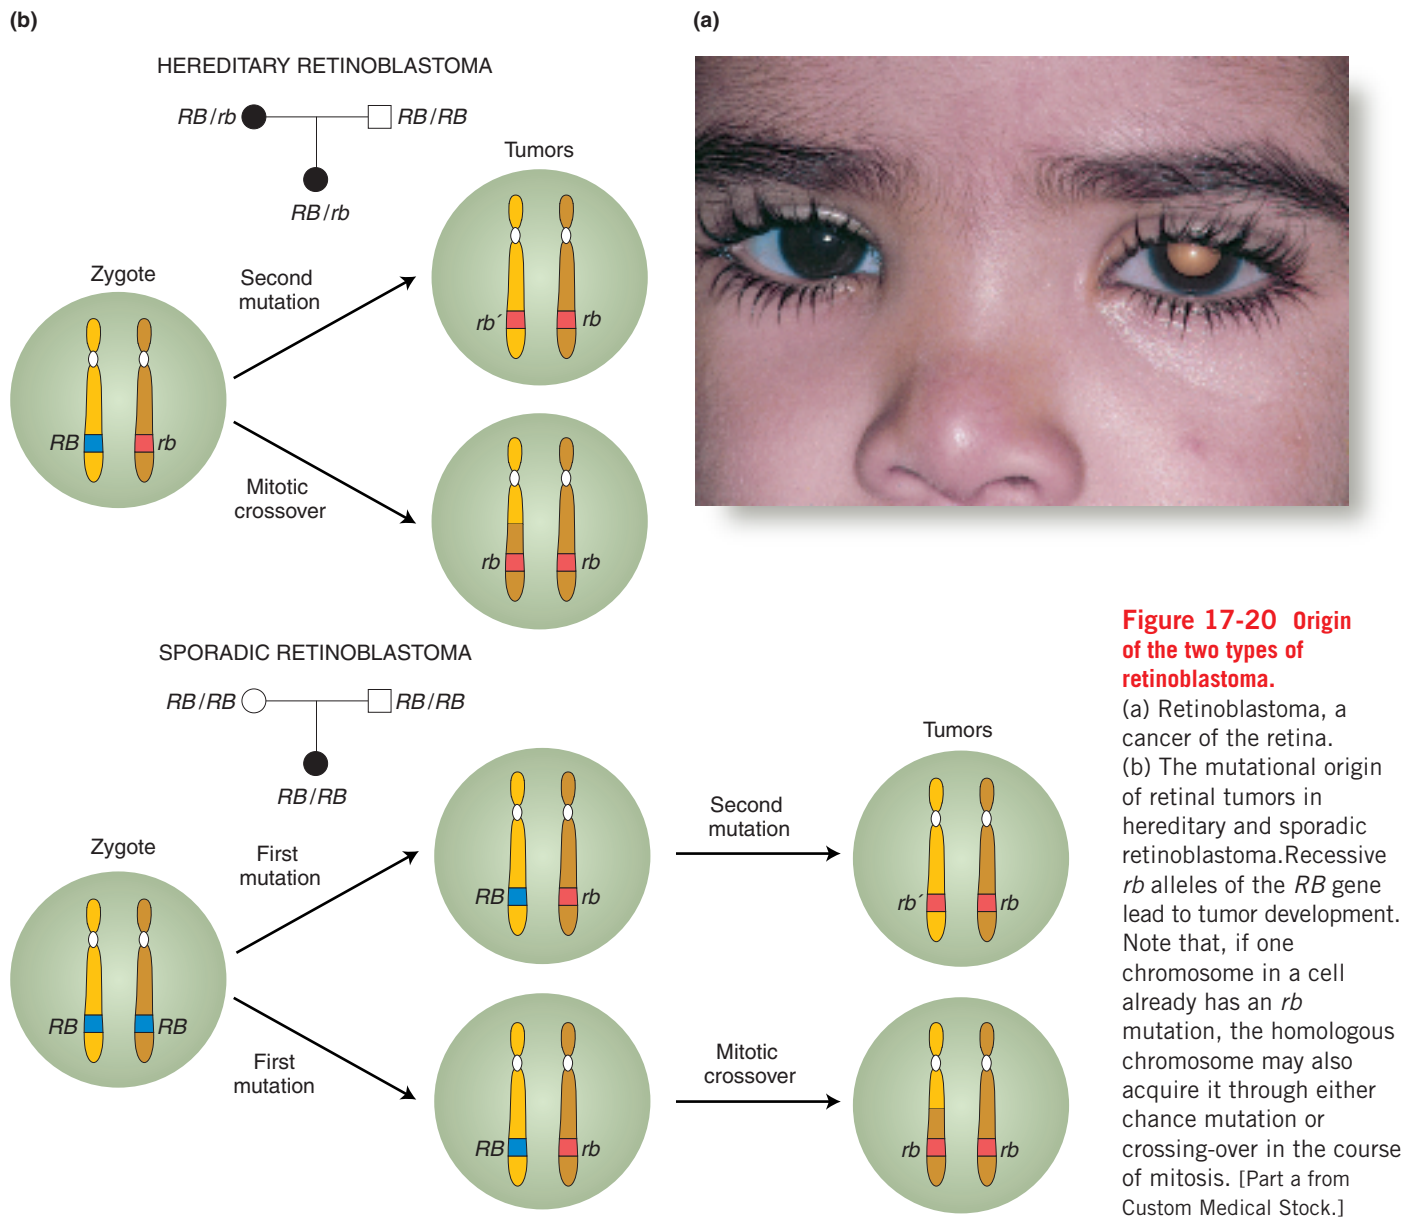 (b)
HEREDITARY RETINOBLASTOMA
RB/rb
RB/RB
RB/rb
Tumors
Zygote
Second
mutation
rb´
rb
RB
rb
Mitotic
crossover
rb
rb
SPORADIC RETINOBLASTOMA
RB/RB
RB/RB
RB/RB
Zygote
First
mutation
RB
rb
Second
mutation
Tumors
rb´
rb
RB
RB
First
mutation
RB
rb
Mitotic
crossover
rb
rb
(a)
Figure 17-20 Origin
of the two types of
retinoblastoma.
(a) Retinoblastoma, a
cancer of the retina.
(b) The mutational origin
of retinal tumors in
hereditary and sporadic
retinoblastoma.Recessive
rb alleles of the RB gene
lead to tumor development.
Note that, if one
chromosome in a cell
already has an rb
mutation, the homologous
chromosome may also
acquire it through either
chance mutation or
crossing-over in the course
of mitosis. [Part a from
Custom Medical Stock.]